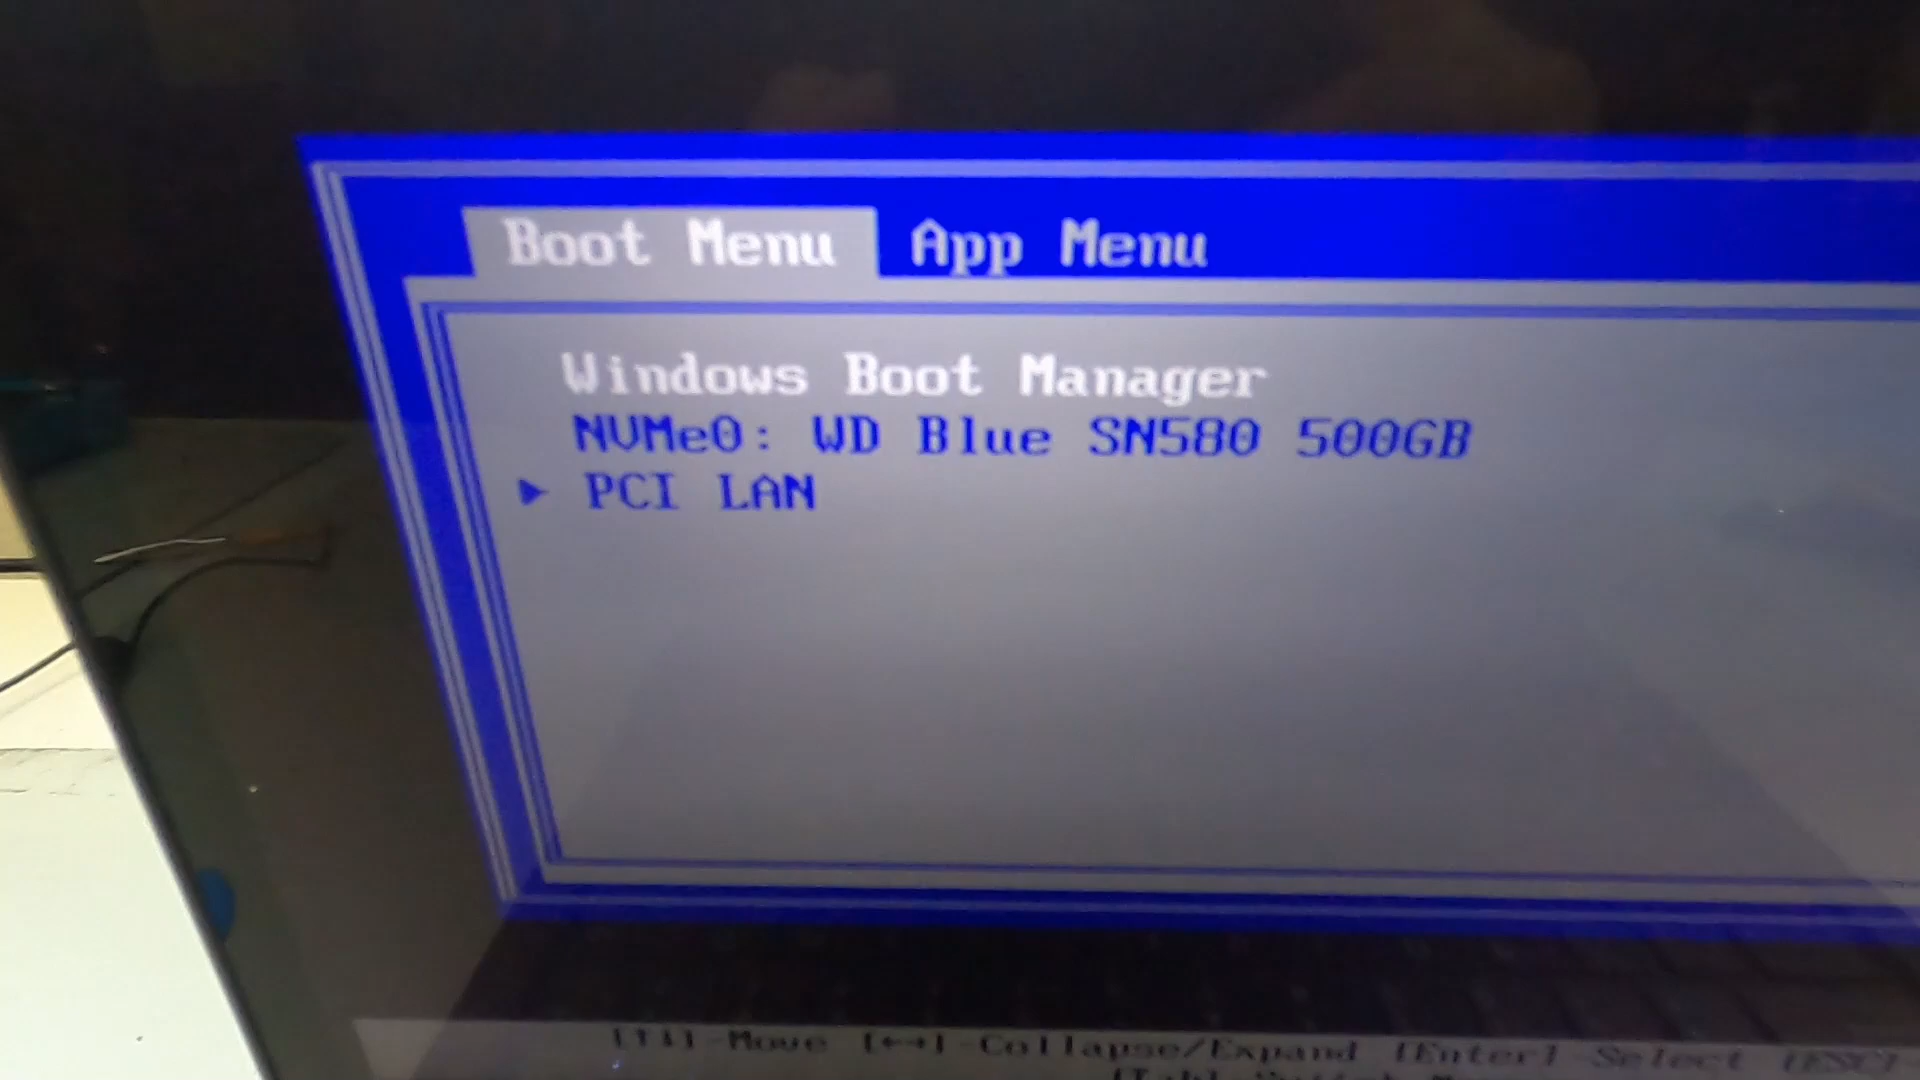 Boot Menu App Menu
Windows Boot Manager
NVMe0: WD Blue SN580 500GB
▶ PCI LAN
[↑↓]-Move [←→]-Collapse/Expand [Enter]-Select [ESC]-